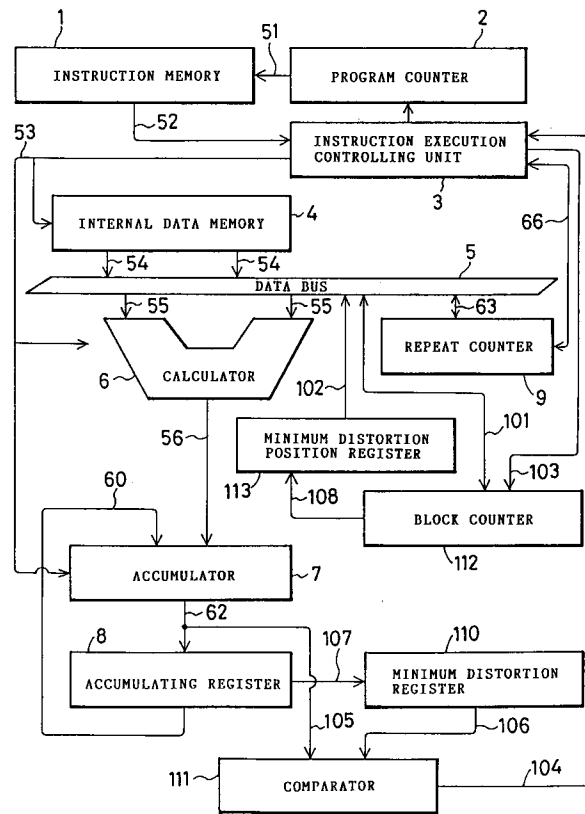 1
51
2
INSTRUCTION MEMORY
PROGRAM COUNTER
52
53
INSTRUCTION EXECUTION
CONTROLLING UNIT
3
66
INTERNAL DATA MEMORY
4
54
54
5
DATA BUS
55
55
63
6
CALCULATOR
REPEAT COUNTER
9
102
101
56
MINIMUM DISTORTION
POSITION REGISTER
113
108
103
60
BLOCK COUNTER
112
ACCUMULATOR
7
62
8
107
110
ACCUMULATING REGISTER
MINIMUM DISTORTION
REGISTER
105
106
111
COMPARATOR
104